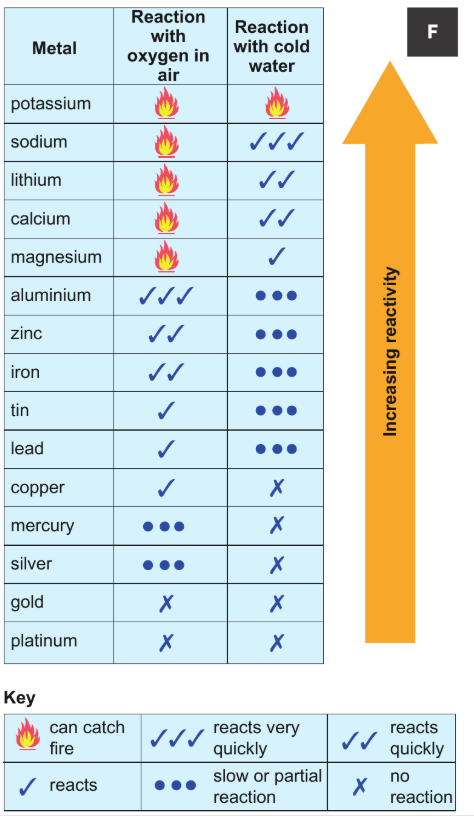 Metal
Reaction
with
oxygen in
air
Reaction
with cold
water
F
potassium
sodium
✓✓✓
lithium
✓✓
calcium
✓✓
magnesium
✓
aluminium
✓✓✓ ●●●
zinc
✓✓ ●●●
iron
✓✓ ●●●
tin
✓ ●●●
lead
✓ ●●●
copper
✓ ✗
mercury
●●● ✗
silver
●●● ✗
gold
✗ ✗
platinum
✗ ✗
Increasing reactivity
Key
can catch
fire
✓✓✓ reacts very
quickly
✓✓ reacts
quickly
✓ reacts
●●● slow or partial
reaction
✗ no
reaction